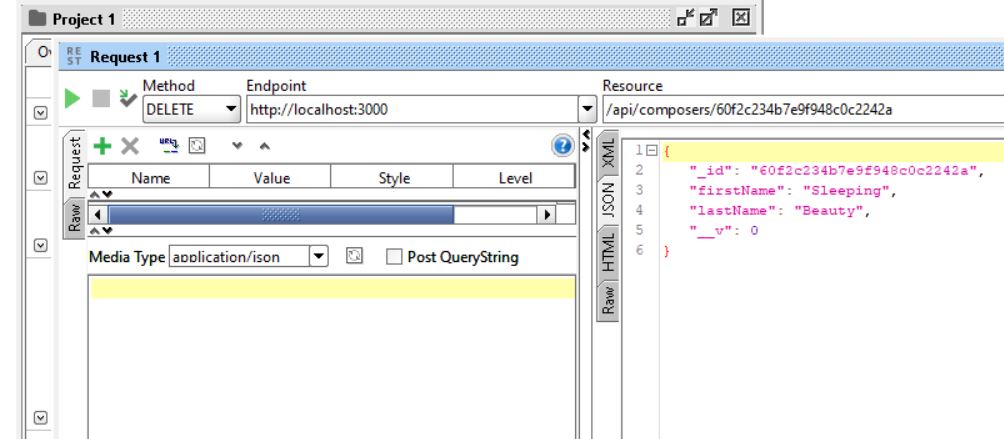 Project 1
Ov
REST Request 1
Method Endpoint Resource
DELETE http://localhost:3000 /api/composers/60f2c234b7e9f948c0c2242a
Request
Raw
Name Value Style Level
Media Type application/json Post QueryString
XML
JSON
HTML
Raw
1 {
2 "_id": "60f2c234b7e9f948c0c2242a",
3 "firstName": "Sleeping",
4 "lastName": "Beauty",
5 "__v": 0
6 }